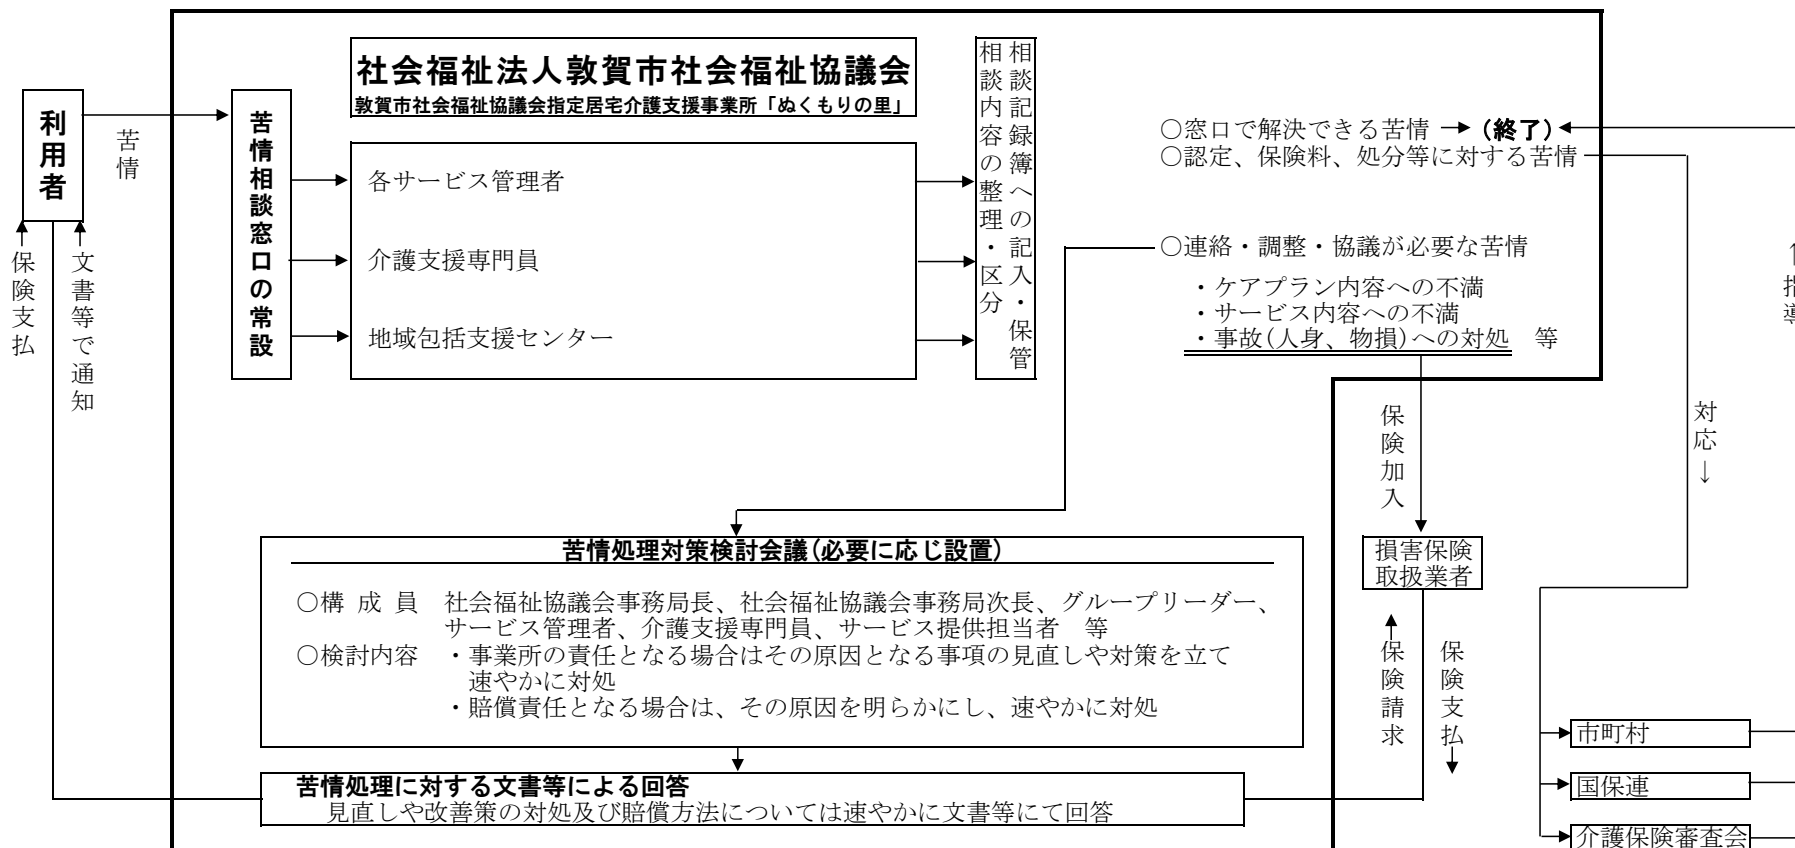 社会福祉法人敦賀市社会福祉協議会
敦賀市社会福祉協議会指定居宅介護支援事業所「ぬくもりの里」
利用者
苦情
苦情相談窓口の常設
各サービス管理者
介護支援専門員
地域包括支援センター
相談記録簿への記入・保管
相談内容の整理・区分
○窓口で解決できる苦情
(終了)
○認定、保険料、処分等に対する苦情
○連絡・調整・協議が必要な苦情
・ケアプラン内容への不満
・サービス内容への不満
・事故(人身、物損)への対処 等
保険支払
文書等で通知
↑指導
対応↓
保険加入
損害保険
取扱業者
保険請求
保険支払
苦情処理対策検討会議(必要に応じ設置)
○構成員 社会福祉協議会事務局長、社会福祉協議会事務局次長、グループリーダー、
サービス管理者、介護支援専門員、サービス提供担当者 等
○検討内容 ・事業所の責任となる場合はその原因となる事項の見直しや対策を立て
速やかに対処
・賠償責任となる場合は、その原因を明らかにし、速やかに対処
苦情処理に対する文書等による回答
見直しや改善策の対処及び賠償方法については速やかに文書等にて回答
市町村
国保連
介護保険審査会